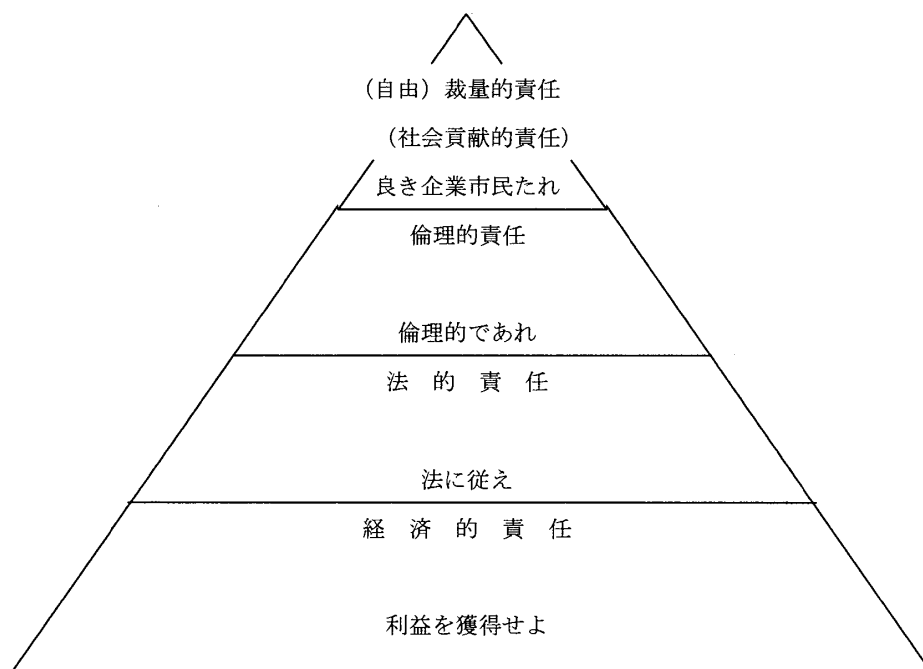 （自由）裁量的責任
（社会貢献的責任）
良き企業市民たれ
倫理的責任
倫理的であれ
法的責任
法に従え
経済的責任
利益を獲得せよ